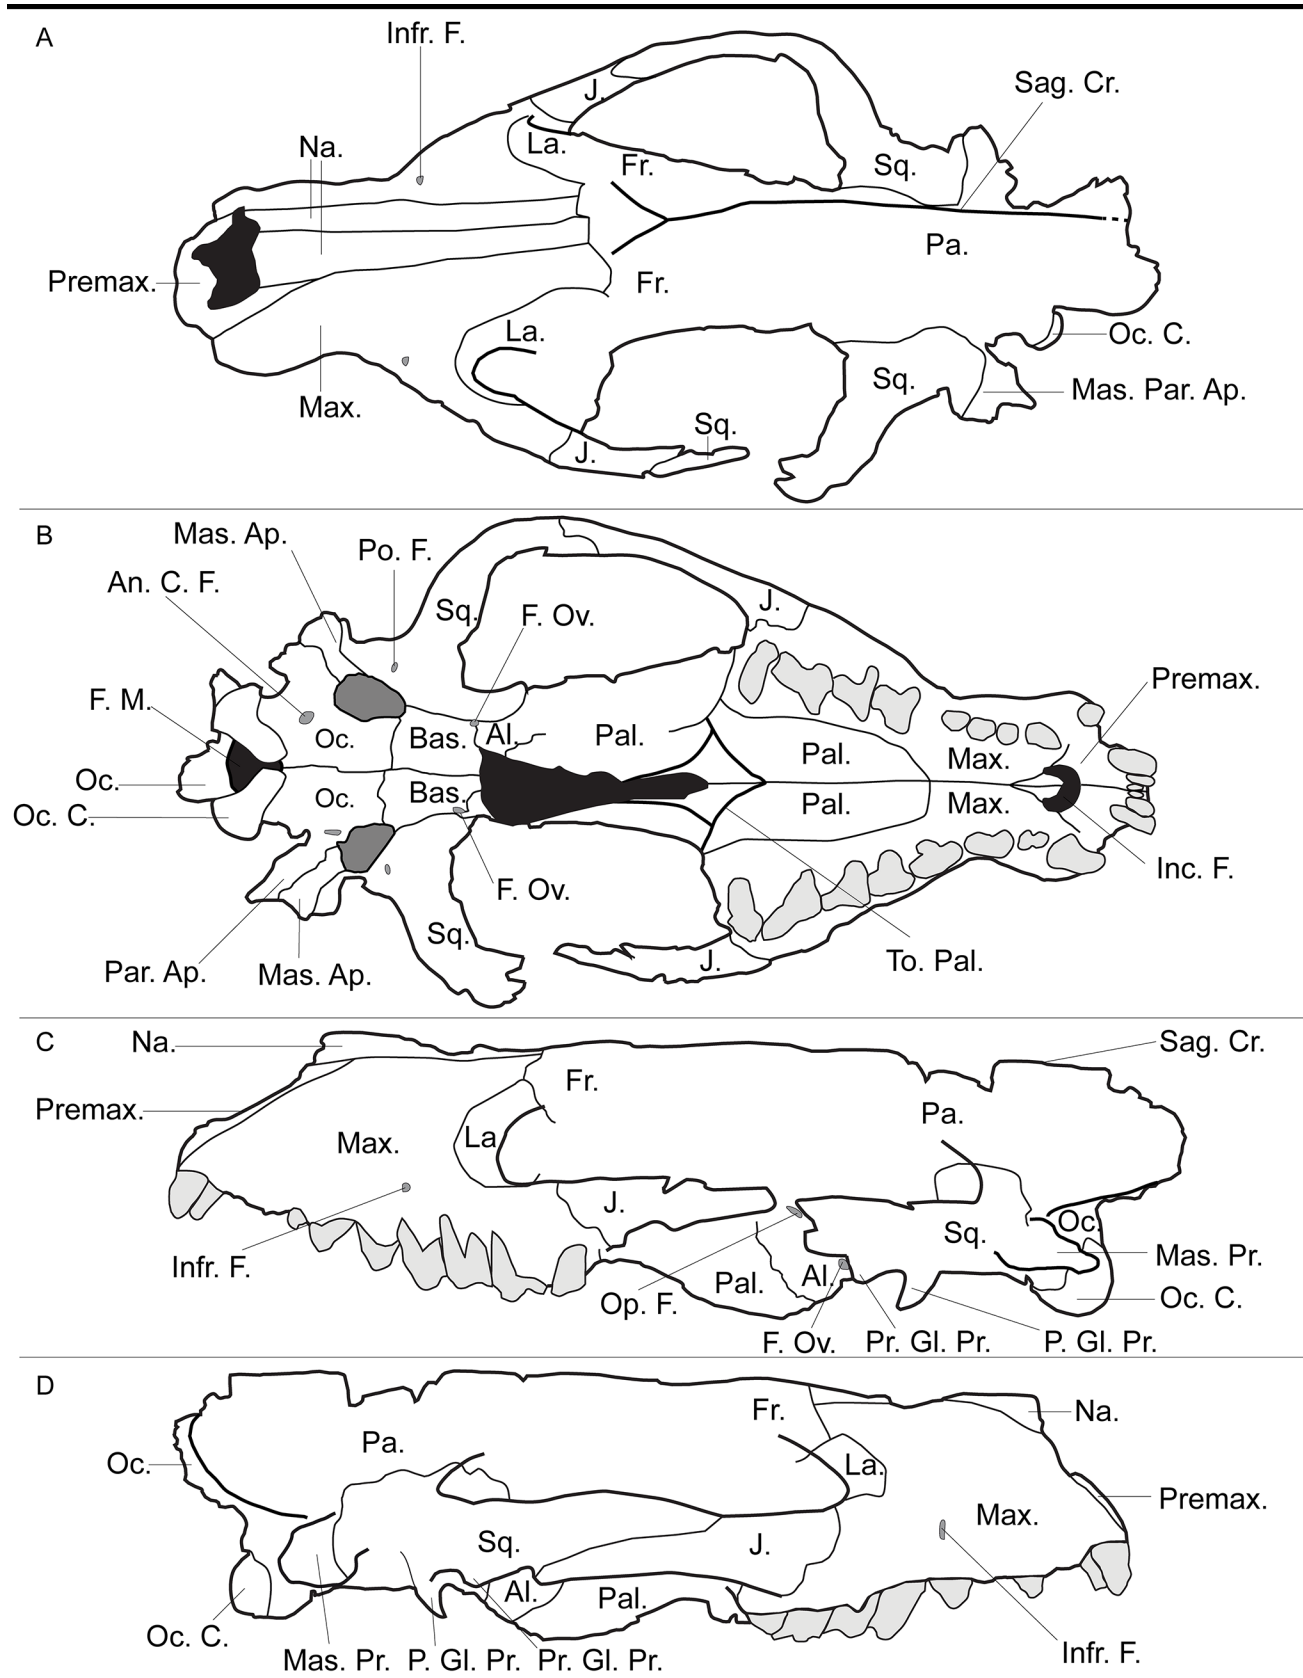 A
Infr. F.
J.
Sag. Cr.
Na.
La.
Fr.
Sq.
Pa.
Premax.
Fr.
La.
Oc. C.
Sq.
Mas. Par. Ap.
Max.
Sq.
J.
B
Mas. Ap.
Po. F.
An. C. F.
J.
Sq.
F. Ov.
Premax.
F. M.
Oc.
Bas.
Al.
Pal.
Pal.
Max.
Oc.
Oc.
Bas.
Pal.
Max.
Oc. C.
Inc. F.
F. Ov.
Sq.
To. Pal.
Par. Ap.
Mas. Ap.
J.
C
Na.
Sag. Cr.
Fr.
Premax.
Pa.
Max.
La
J.
Oc.
Sq.
Mas. Pr.
Infr. F.
Al.
Pal.
Op. F.
Oc. C.
F. Ov.
Pr. Gl. Pr.
P. Gl. Pr.
D
Fr.
Na.
Pa.
Oc.
La.
Premax.
Max.
Sq.
J.
Al.
Pal.
Oc. C.
Infr. F.
Mas. Pr.
P. Gl. Pr.
Pr. Gl. Pr.